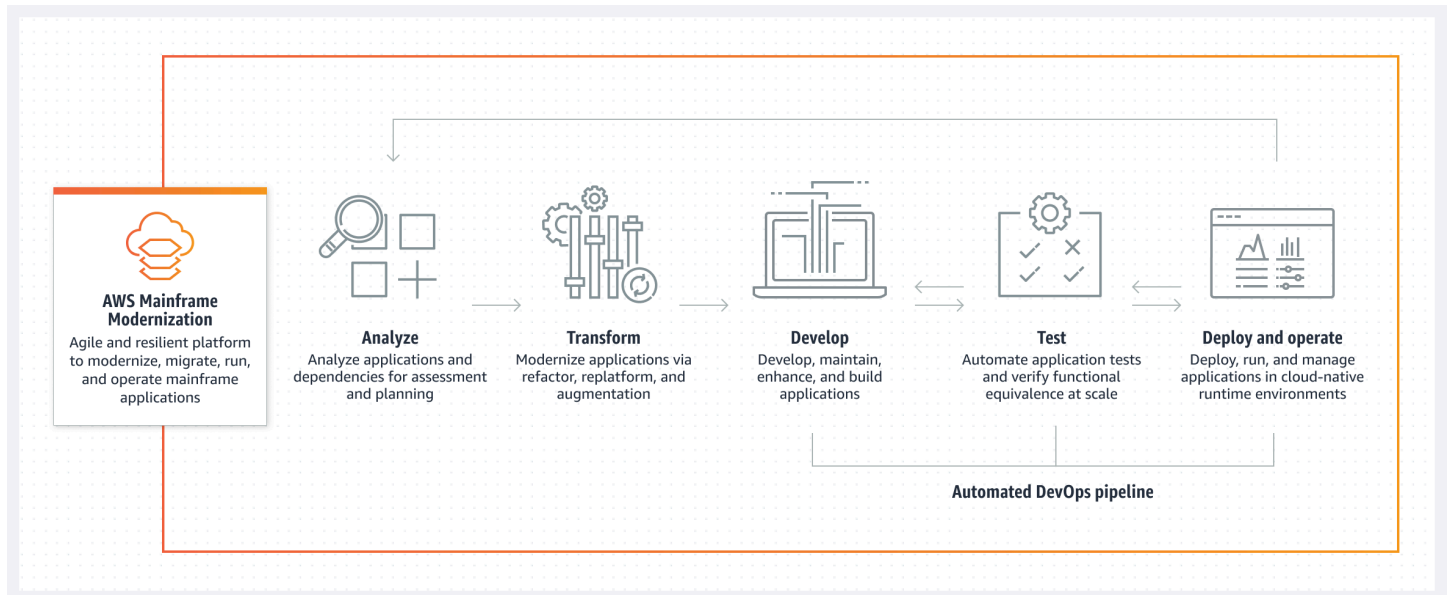 AWS Mainframe
Modernization
Agile and resilient platform
to modernize, migrate, run,
and operate mainframe
applications
Analyze
Analyze applications and
dependencies for assessment
and planning
Transform
Modernize applications via
refactor, replatform, and
augmentation
Develop
Develop, maintain,
enhance, and build
applications
Test
Automate application tests
and verify functional
equivalence at scale
Deploy and operate
Deploy, run, and manage
applications in cloud-native
runtime environments
Automated DevOps pipeline